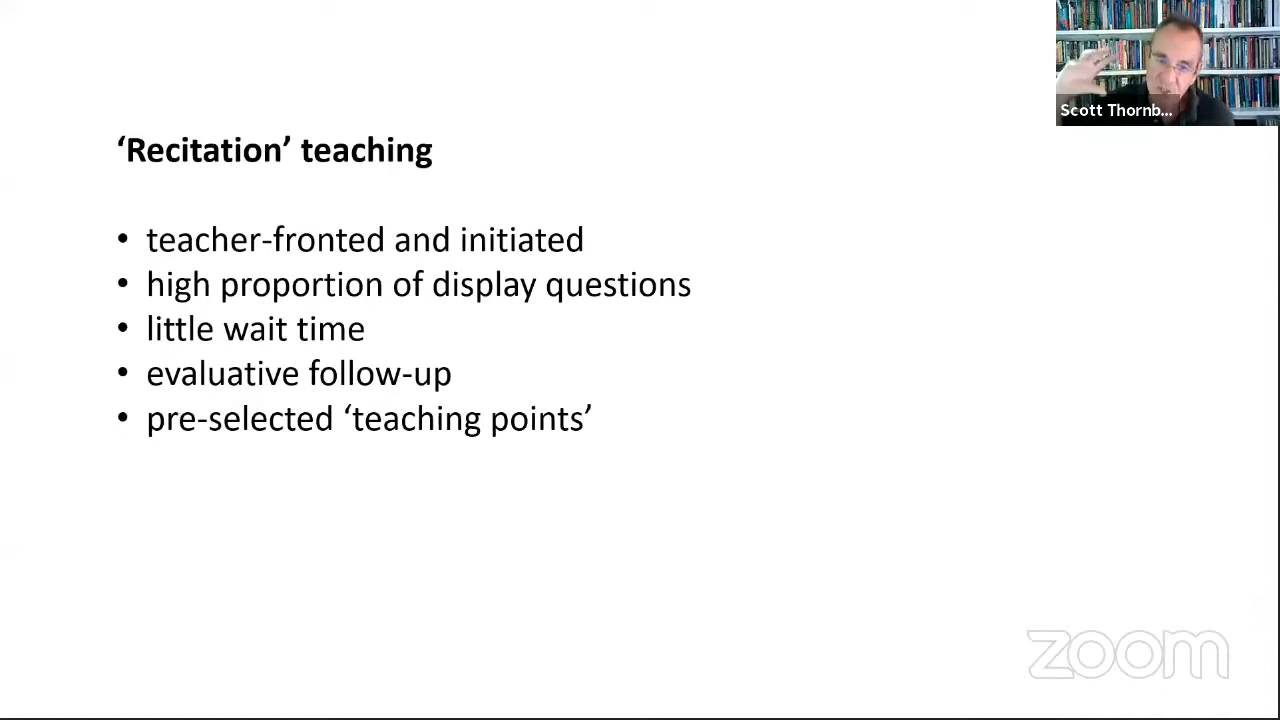 Scott Thornb...
‘Recitation’ teaching
• teacher-fronted and initiated
• high proportion of display questions
• little wait time
• evaluative follow-up
• pre-selected ‘teaching points’
zoom